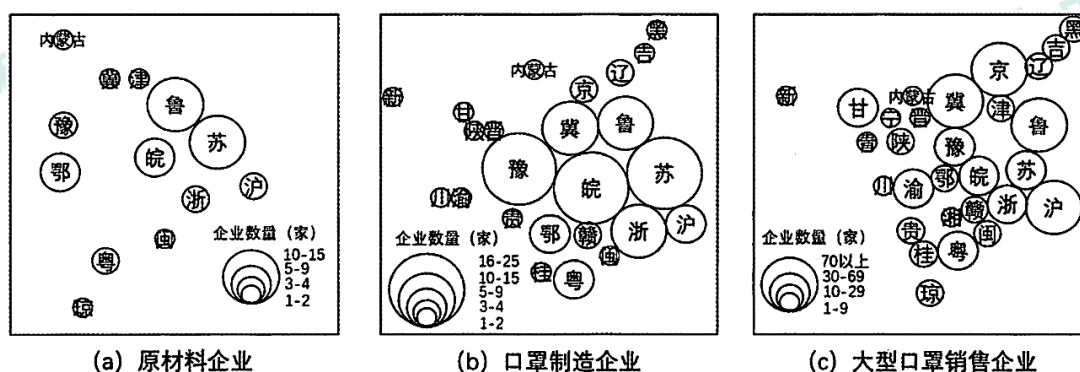 内蒙古
冀 津
鲁
豫
苏
皖
鄂
浙 沪
闽
粤
琼
企业数量（家）
10-15
5-9
3-4
1-2
(a) 原材料企业
黑
吉
内蒙古 辽
新 京
甘
冀 鲁
陕 晋
豫 皖 苏
川 渝
贵
鄂 赣 浙 沪
闽
桂 粤
企业数量（家）
16-25
10-15
5-9
3-4
1-2
(b) 口罩制造企业
黑
吉
京 辽
新 内蒙古 冀
甘 津
宁 晋 鲁
青 陕
豫
苏
川 渝 鄂 皖
湘 赣 浙 沪
贵 闽
桂 粤
琼
企业数量（家）
70以上
30-69
10-29
1-9
(c) 大型口罩销售企业